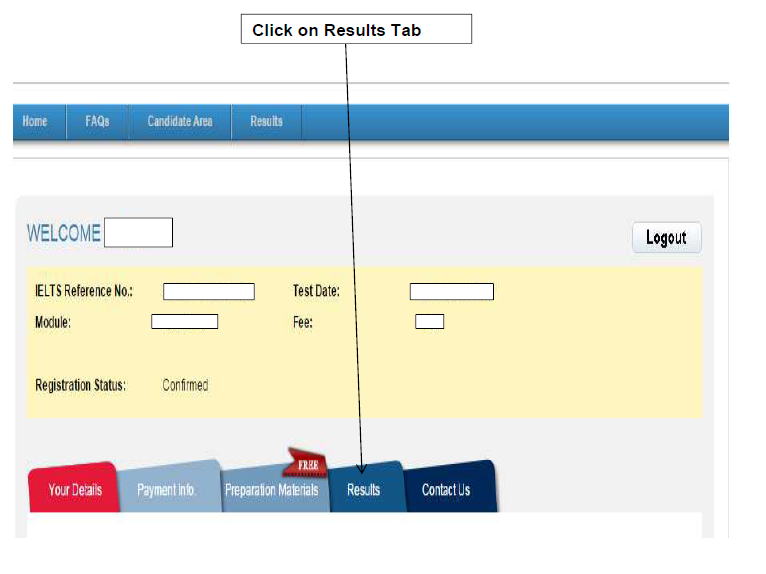 Click on Results Tab
Home FAQs Candidate Area Results
WELCOME
Logout
IELTS Reference No.: Test Date:
Module: Fee:
Registration Status: Confirmed
FREE
Your Details Payment Info. Preparation Materials Results Contact Us